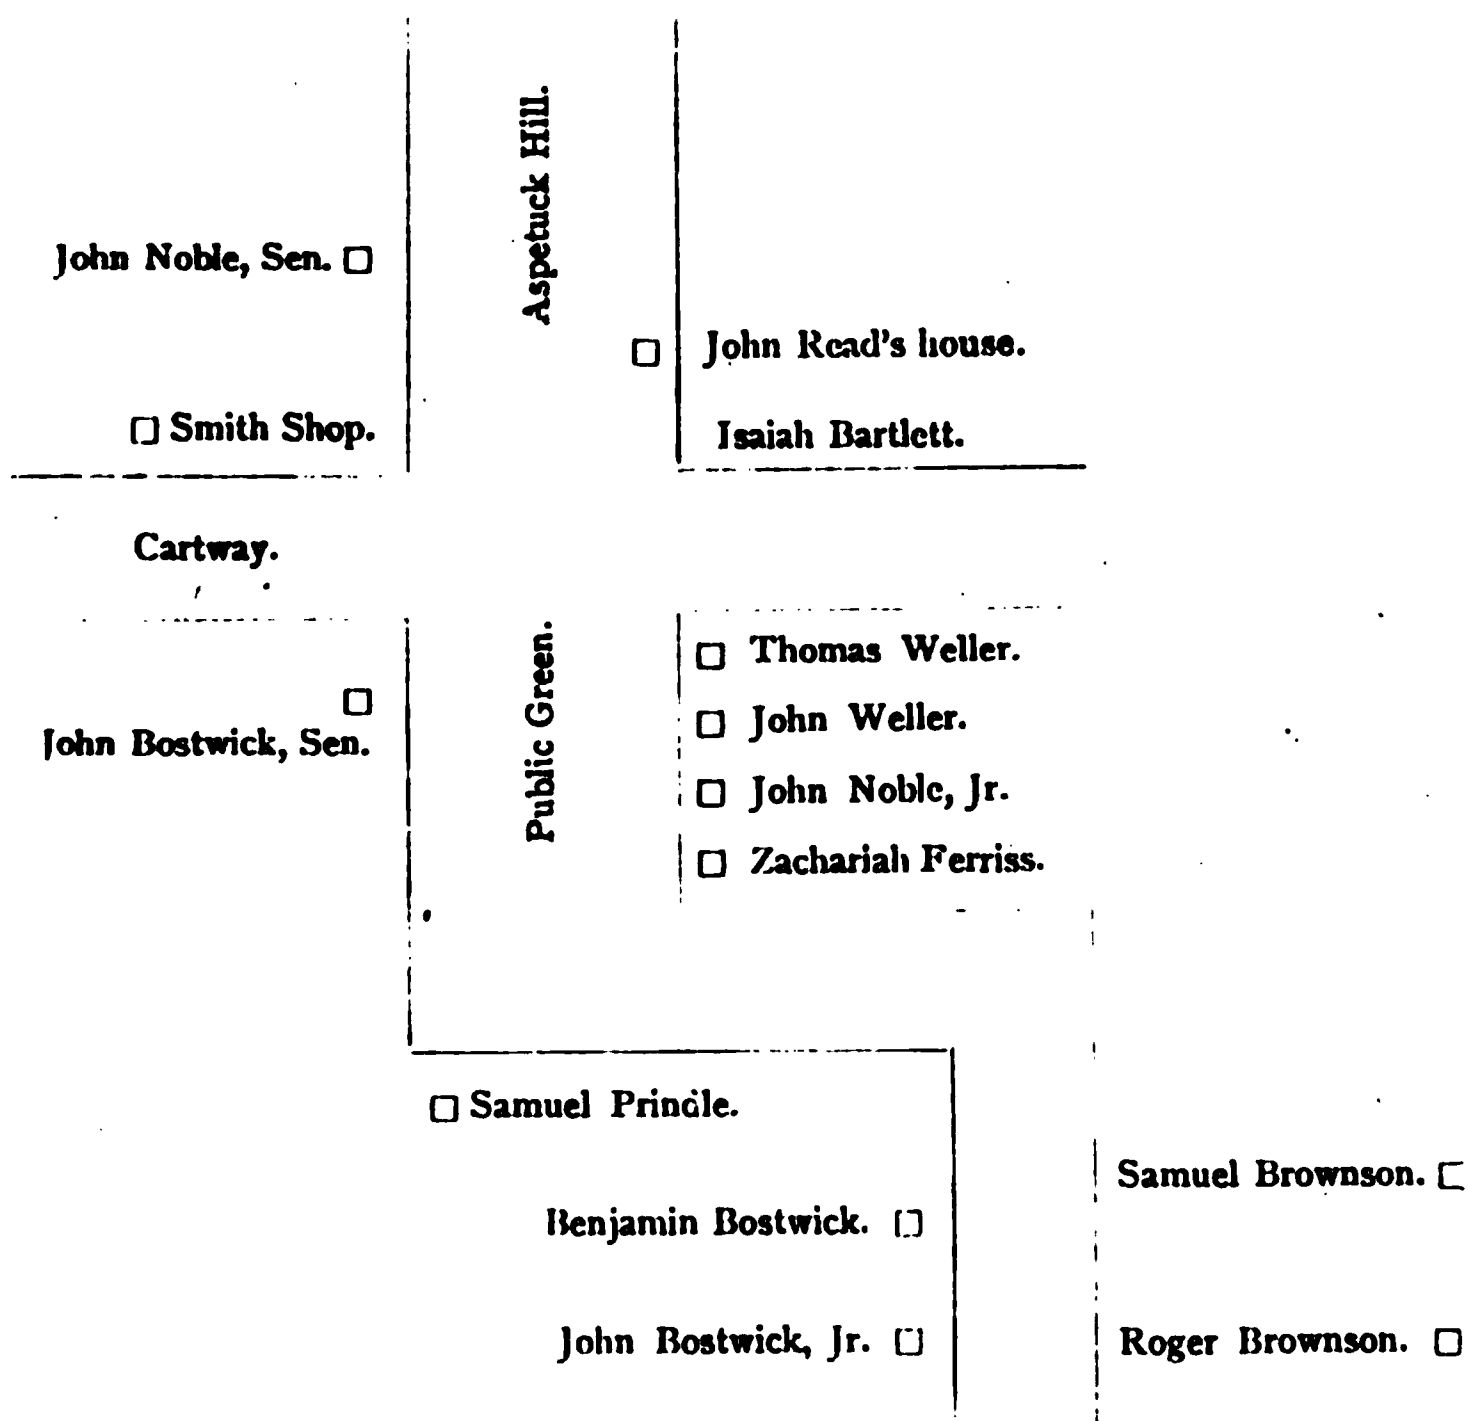 Aspetuck Hill.
John Noble, Sen.
John Read's house.
Smith Shop.
Isaiah Bartlett.
Cartway.
Public Green.
Thomas Weller.
John Weller.
John Bostwick, Sen.
John Noble, Jr.
Zachariah Ferriss.
Samuel Prindle.
Samuel Brownson.
Benjamin Bostwick.
John Bostwick, Jr.
Roger Brownson.